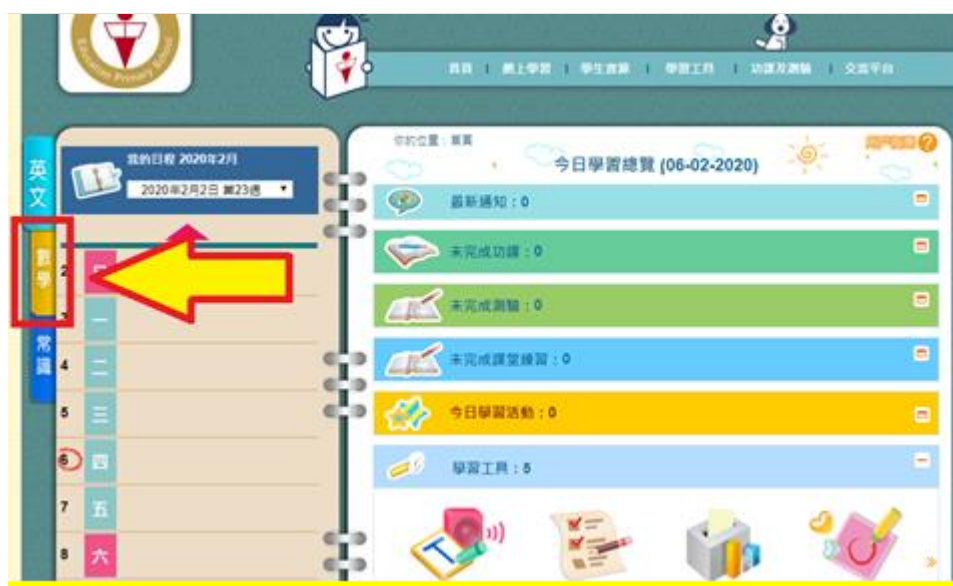 Education Primary School
首頁 | 網上學習 | 學生資源 | 學習工具 | 功課及測驗 | 交流平台
英文
數學
常識
我的日程 2020年2月
2020年2月2日 第23週
2
3 一
4 二
5 三
6 四
7 五
8 六
你的位置 : 首頁
今日學習總覽 (06-02-2020)
最新通知 : 0
未完成功課 : 0
未完成測驗 : 0
未完成課堂練習 : 0
今日學習活動 : 0
學習工具 : 5